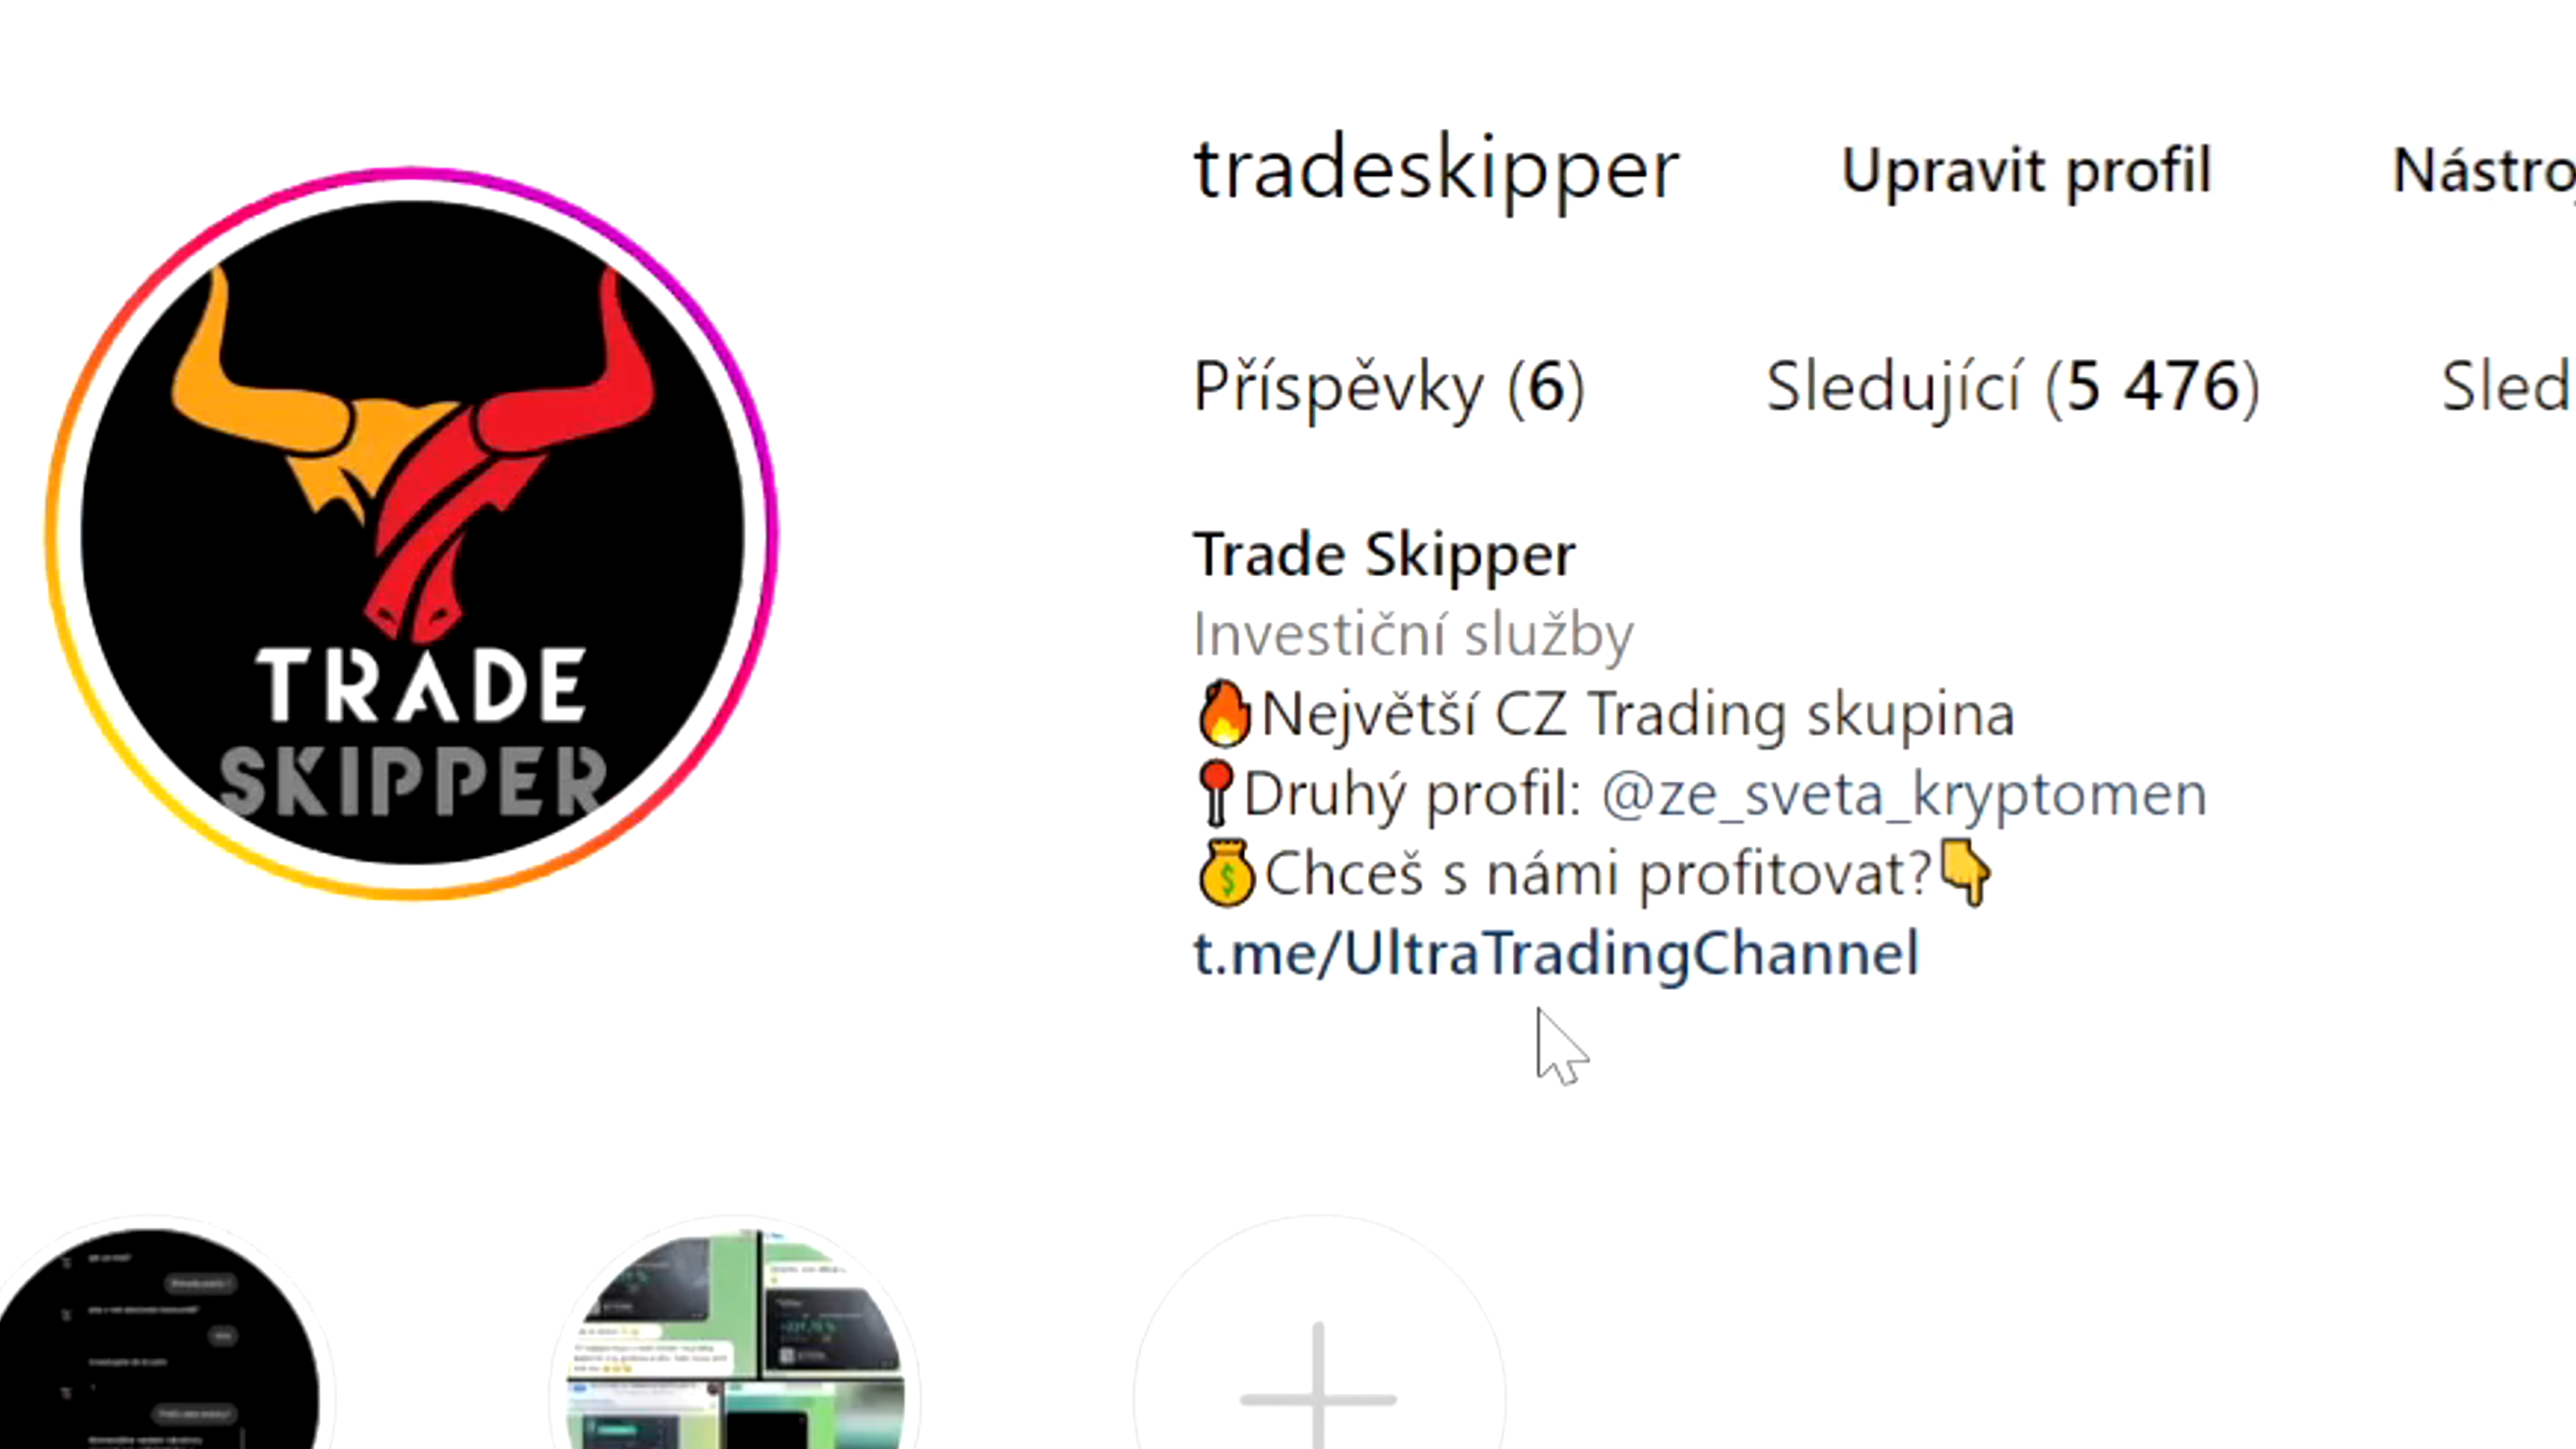 tradeskipper Upravit profil Nástro
Příspěvky (6) Sledující (5 476) Sled
Trade Skipper
Investiční služby
🔥Největší CZ Trading skupina
📍Druhý profil: @ze_sveta_kryptomen
💰Chceš s námi profitovat?👇
t.me/UltraTradingChannel
TRADE
SKIPPER